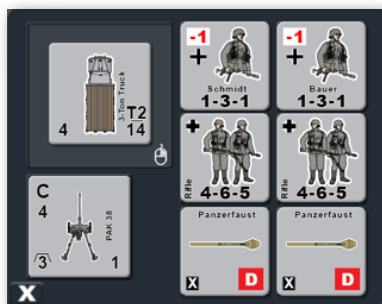 -1
+
Schmidt
1-3-1
-1
+
Bauer
1-3-1
4
3-Ton Truck
T2
14
+
Rifle
4-6-5
+
Rifle
4-6-5
C
4
PAK 38
3
1
Panzerfaust
X
D
Panzerfaust
X
D
X